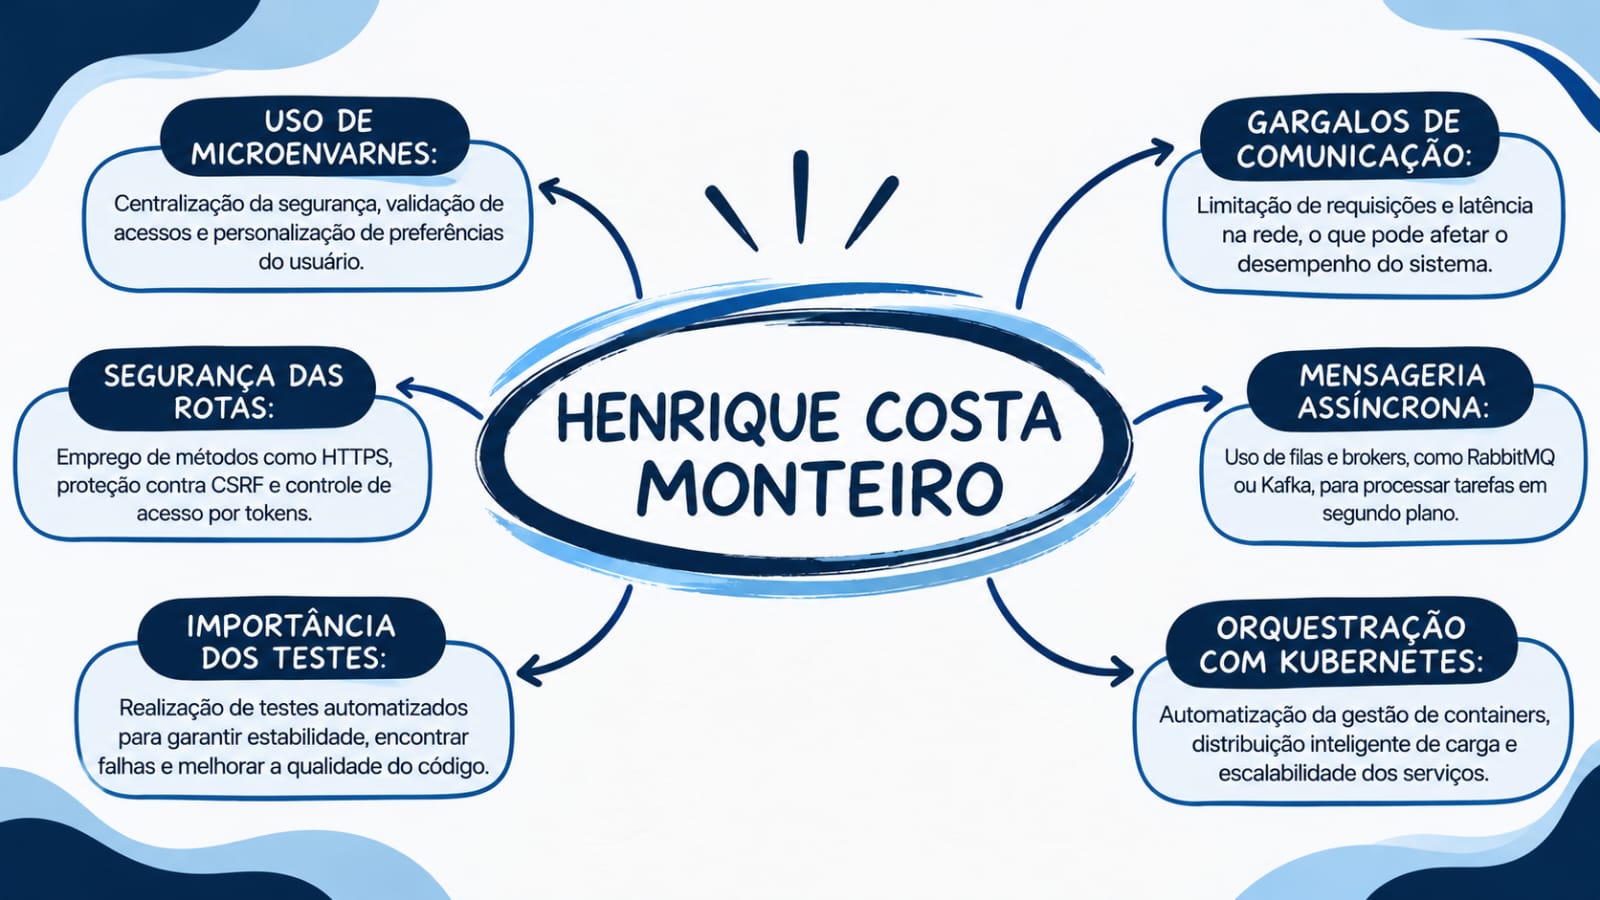 USO DE
MICROENVARNES:
Centralização da segurança, validação de
acessos e personalização de preferências
do usuário.
SEGURANÇA DAS
ROTAS:
Emprego de métodos como HTTPS,
proteção contra CSRF e controle de
acesso por tokens.
IMPORTÂNCIA
DOS TESTES:
Realização de testes automatizados
para garantir estabilidade, encontrar
falhas e melhorar a qualidade do código.
HENRIQUE COSTA
MONTEIRO
GARGALOS DE
COMUNICAÇÃO:
Limitação de requisições e latência
na rede, o que pode afetar o
desempenho do sistema.
MENSAGERIA
ASSÍNCRONA:
Uso de filas e brokers, como RabbitMQ
ou Kafka, para processar tarefas em
segundo plano.
ORQUESTRAÇÃO
COM KUBERNETES:
Automatização da gestão de containers,
distribuição inteligente de carga e
escalabilidade dos serviços.